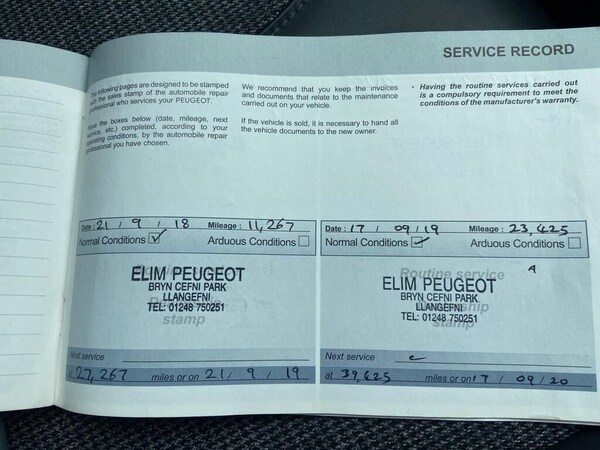 SERVICE RECORD
following pages are designed to be stamped
with the sales stamp of the automobile repair
professional who services your PEUGEOT.
the boxes below (date, mileage, next
service, etc.) completed, according to your
operating conditions, by the automobile repair
professional you have chosen.
We recommend that you keep the invoices
and documents that relate to the maintenance
carried out on your vehicle.
If the vehicle is sold, it is necessary to hand all
the vehicle documents to the new owner.
• Having the routine services carried out
is a compulsory requirement to meet the
conditions of the manufacturer's warranty.
Date : 21 / 9 / 18 Mileage : 11,267
Normal Conditions ☑ Arduous Conditions ☐
ELIM PEUGEOT
BRYN CEFNI PARK
LLANGEFNI
TEL: 01248 750251
stamp
Next service
27,267 miles or on 21 / 9 / 19
Date : 17 / 09 / 19 Mileage : 23,425
Normal Conditions ☑ Arduous Conditions ☐
Routine service
A
ELIM PEUGEOT
BRYN CEFNI PARK
LLANGEFNI
TEL: 01248 750251
stamp
Next service c
at 39,625 miles or on 17 / 09 / 20